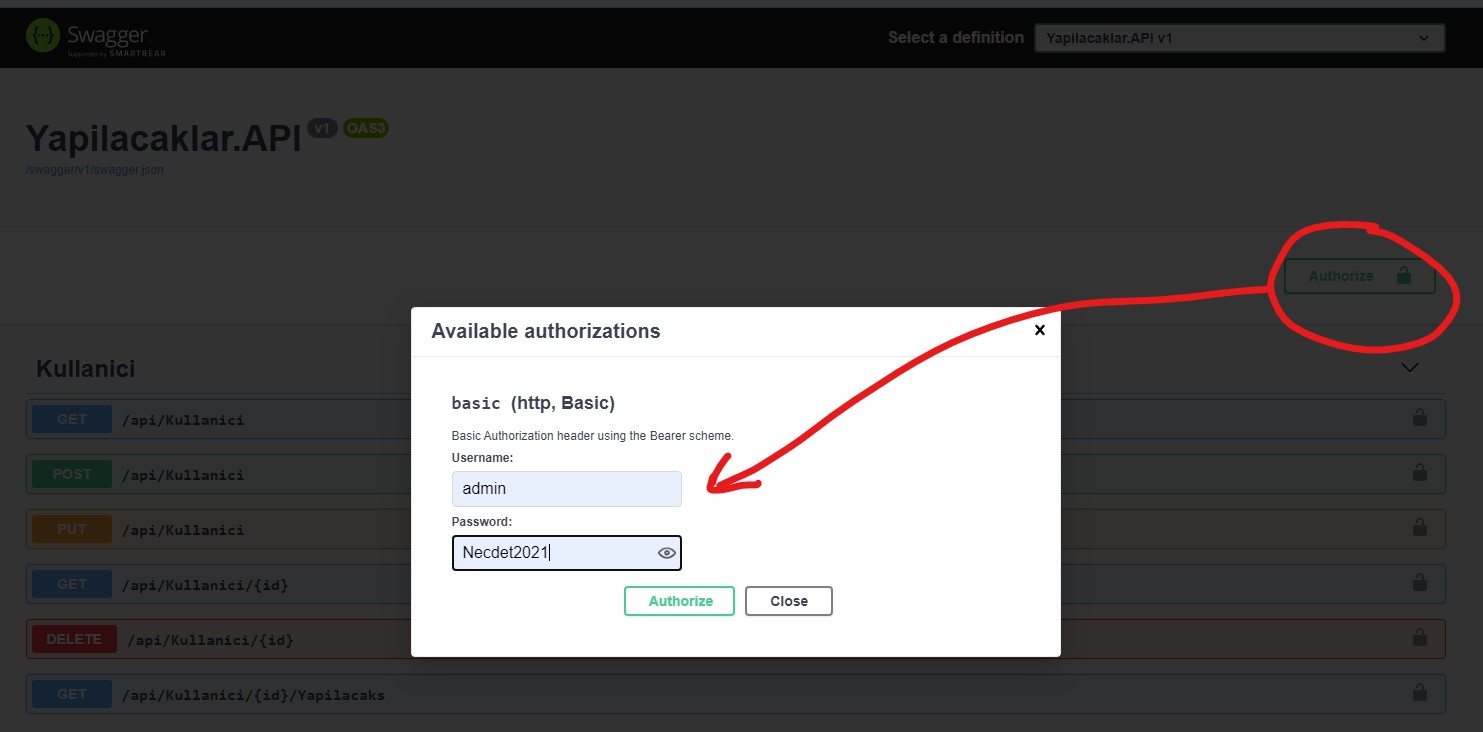 Swagger
Supported by SMARTBEAR
Select a definition
Yapilacaklar.API v1
Yapilacaklar.API v1 OAS3
/swagger/v1/swagger.json
Authorize
Available authorizations
basic (http, Basic)
Basic Authorization header using the Bearer scheme.
Username:
admin
Password:
Necdet2021
Authorize Close
Kullanici
GET /api/Kullanici
POST /api/Kullanici
PUT /api/Kullanici
GET /api/Kullanici/{id}
DELETE /api/Kullanici/{id}
GET /api/Kullanici/{id}/Yapilacaks